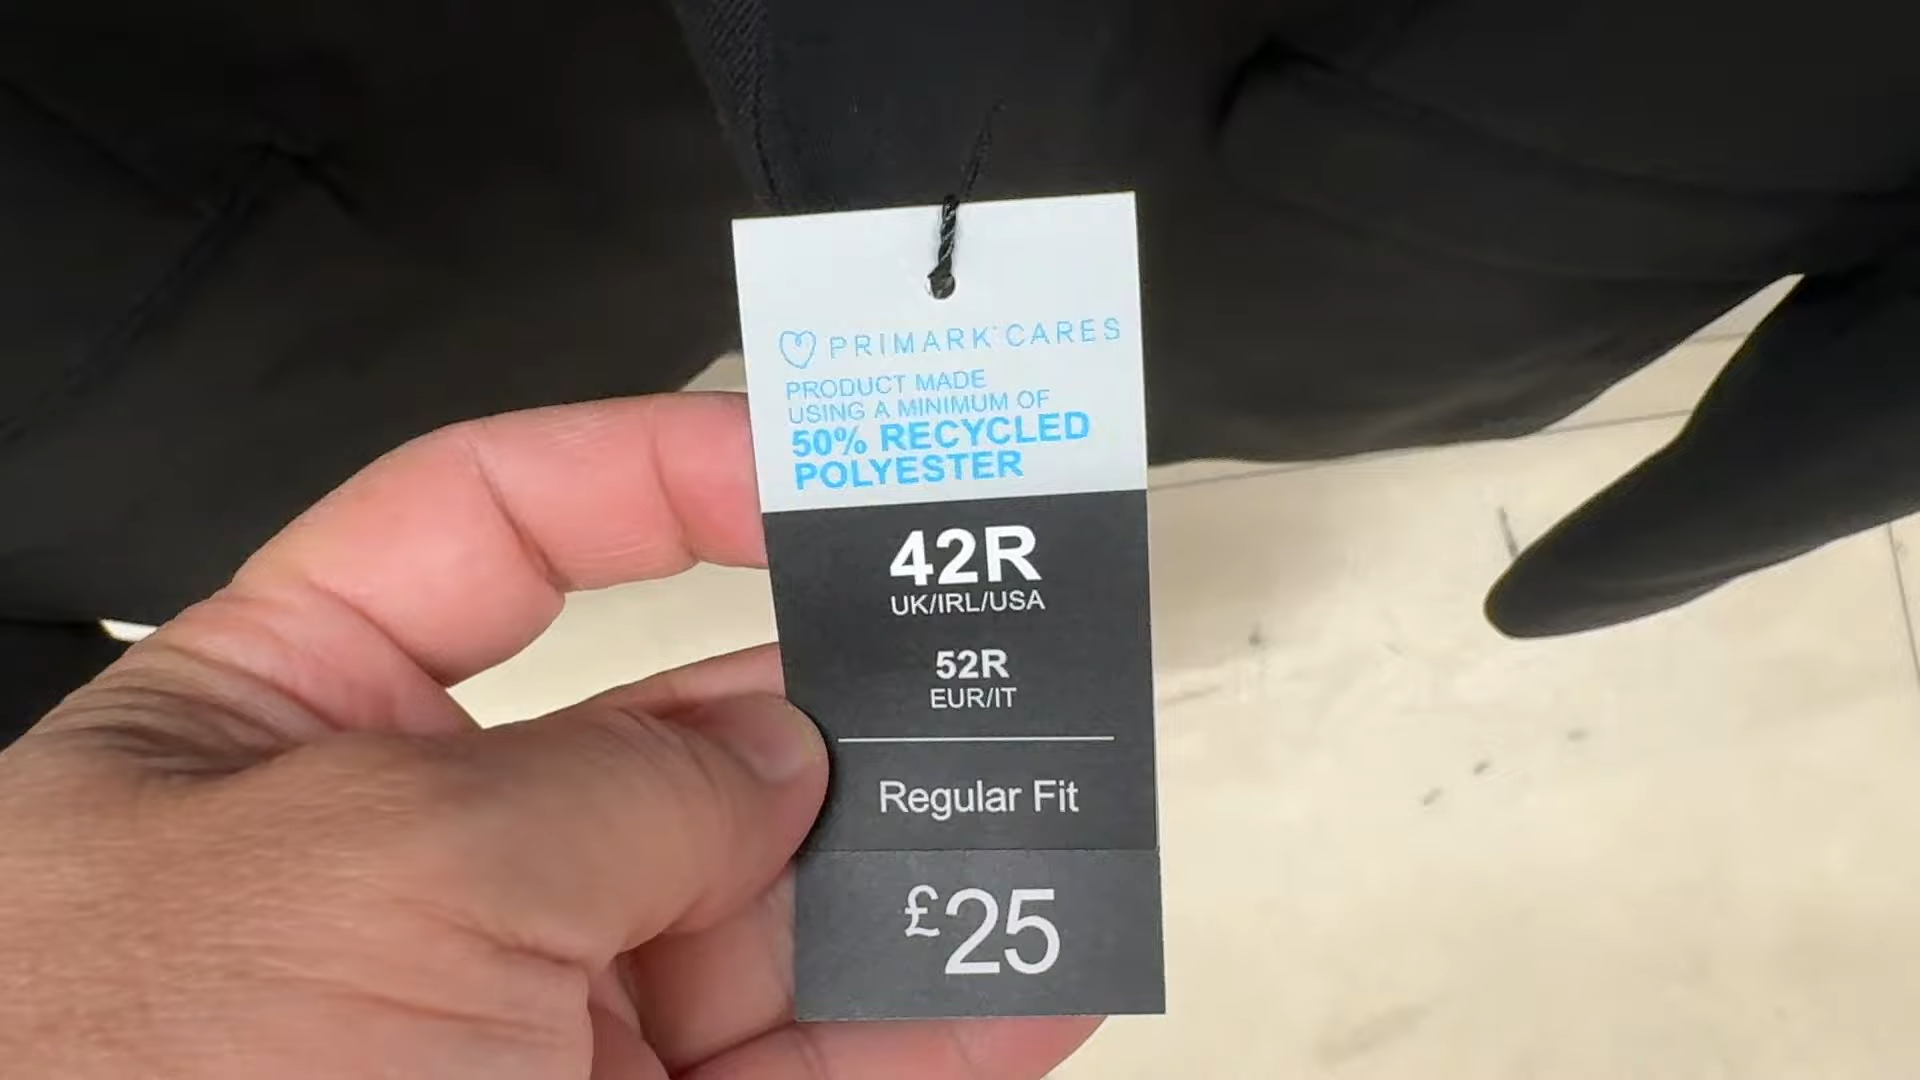 PRIMARK CARES
PRODUCT MADE
USING A MINIMUM OF
50% RECYCLED
POLYESTER
42R
UK/IRL/USA
52R
EUR/IT
Regular Fit
£25